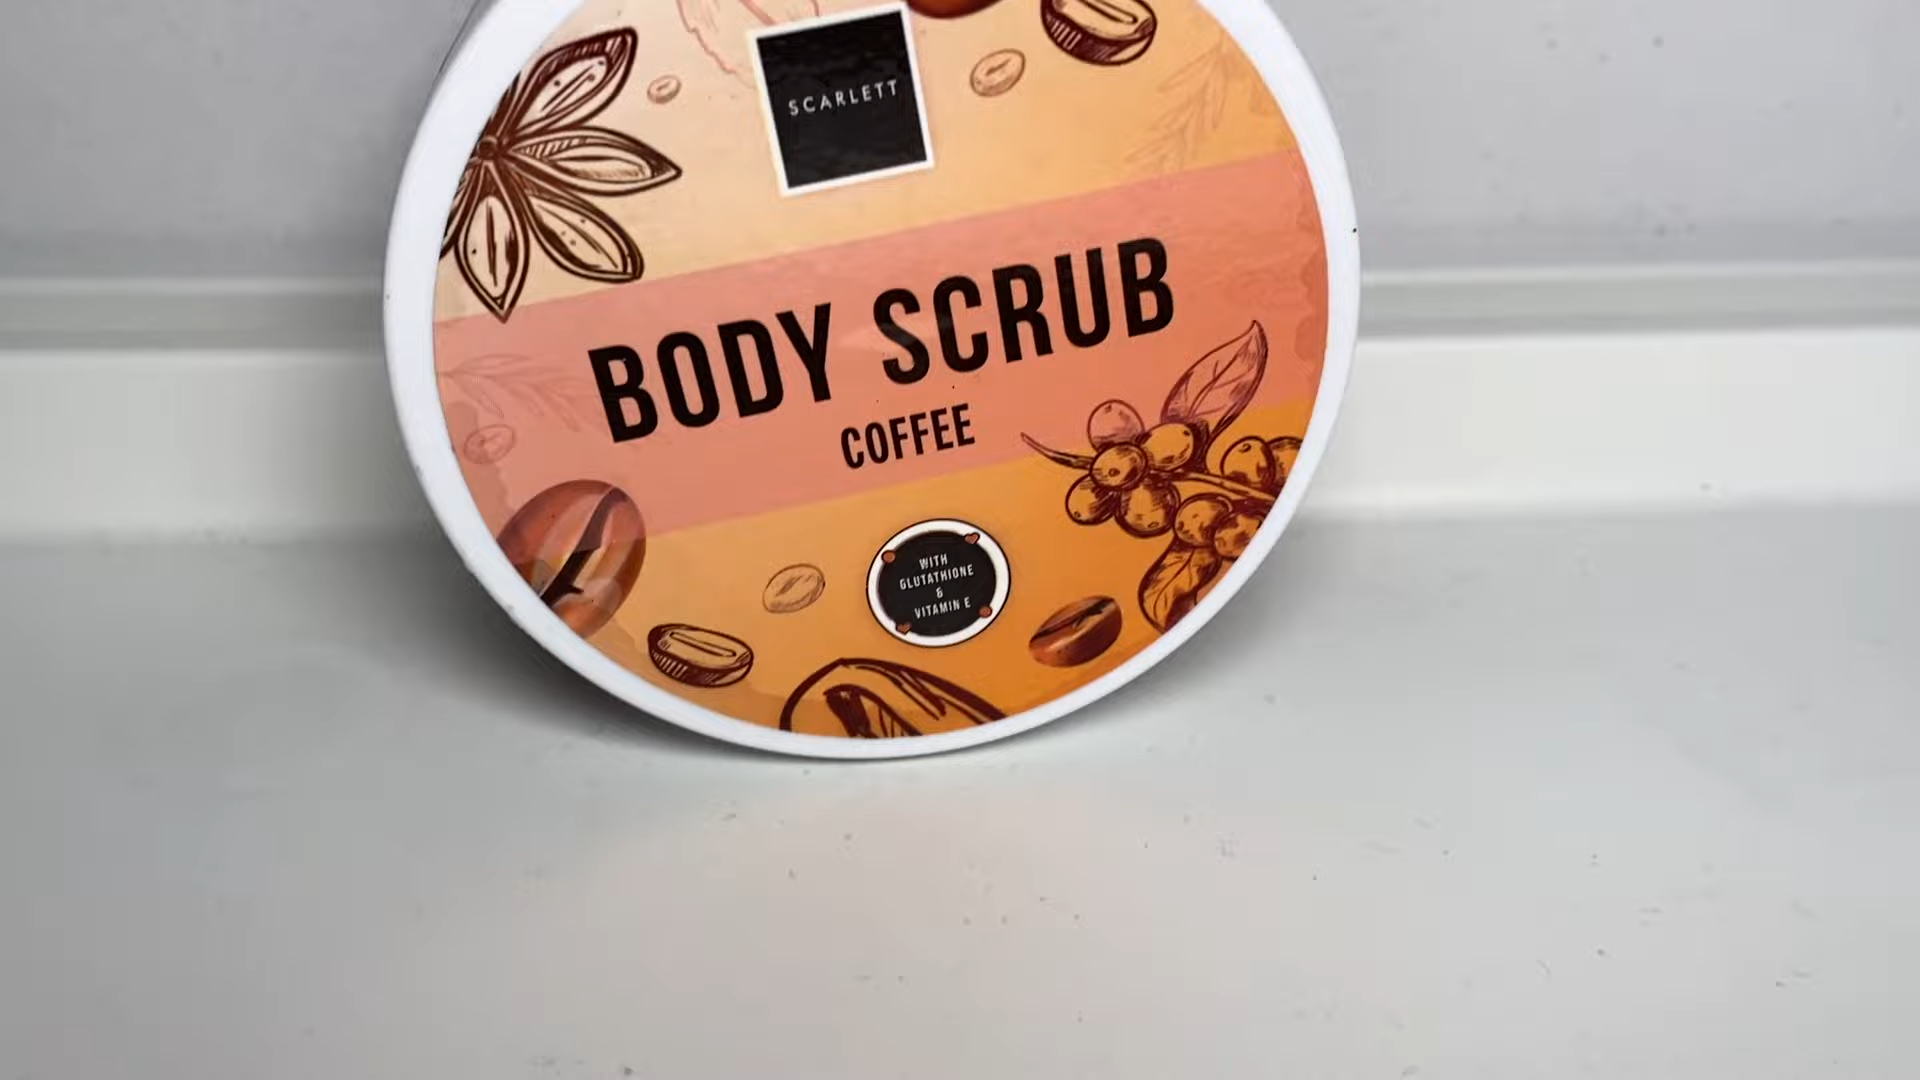 SCARLETT
BODY SCRUB
COFFEE
WITH
GLUTATHIONE
&
VITAMIN E